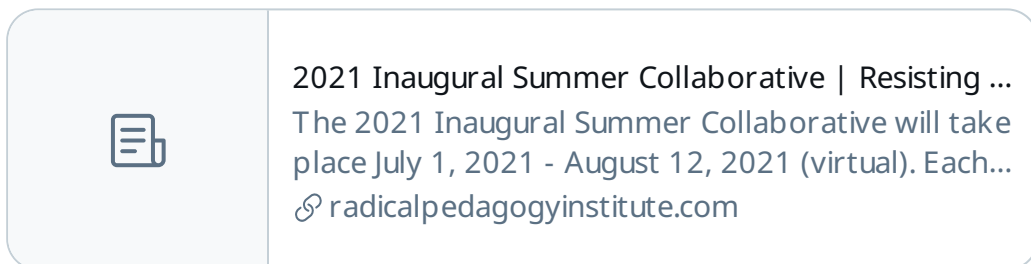 2021 Inaugural Summer Collaborative | Resisting ...
The 2021 Inaugural Summer Collaborative will take
place July 1, 2021 - August 12, 2021 (virtual). Each...
radicalpedagogyinstitute.com